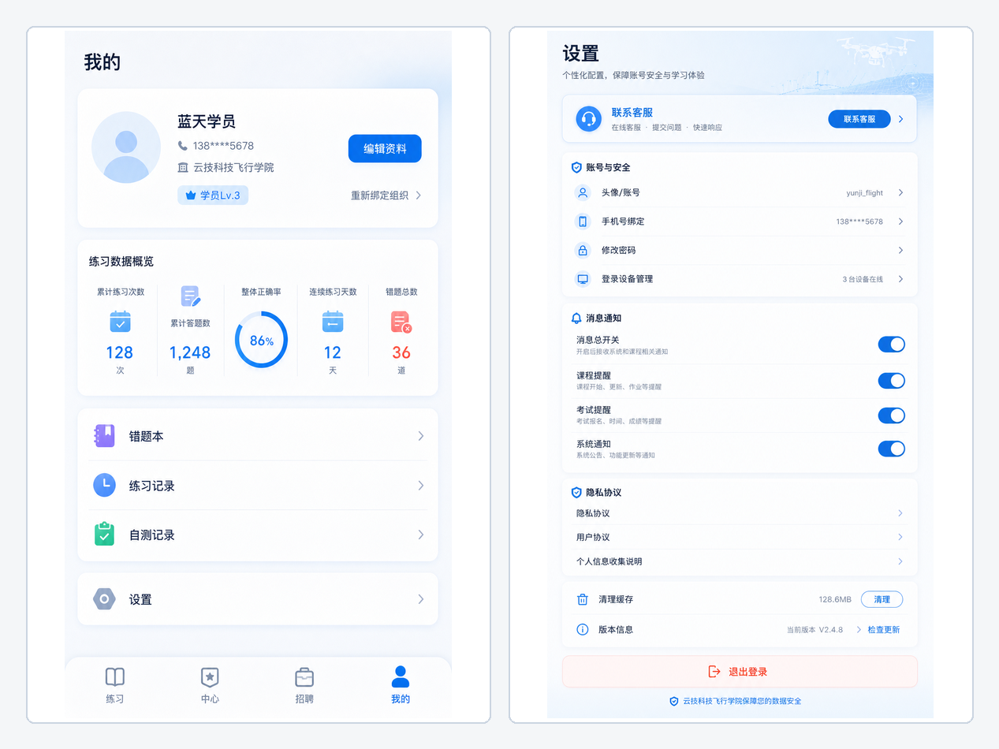 我的
蓝天学员
138****5678
云技科技飞行学院
学员Lv.3
编辑资料
重新绑定组织
练习数据概览
累计练习次数
128
次
累计答题数
1,248
题
整体正确率
86%
连续练习天数
12
天
错题总数
36
道
错题本
练习记录
自测记录
设置
练习
中心
招聘
我的
设置
个性化配置，保障账号安全与学习体验
联系客服
在线客服 · 提交问题 · 快速响应
联系客服
账号与安全
头像/账号 yunji_flight
手机号绑定 138****5678
修改密码
登录设备管理 3 台设备在线
消息通知
消息总开关
开启后接收系统和课程相关通知
课程提醒
课程开始、更新、作业等提醒
考试提醒
考试报名、时间、成绩等提醒
系统通知
系统公告、功能更新等通知
隐私协议
隐私协议
用户协议
个人信息收集说明
清理缓存 128.6MB 清理
版本信息 当前版本 V2.4.8 检查更新
退出登录
云技科技飞行学院保障您的数据安全